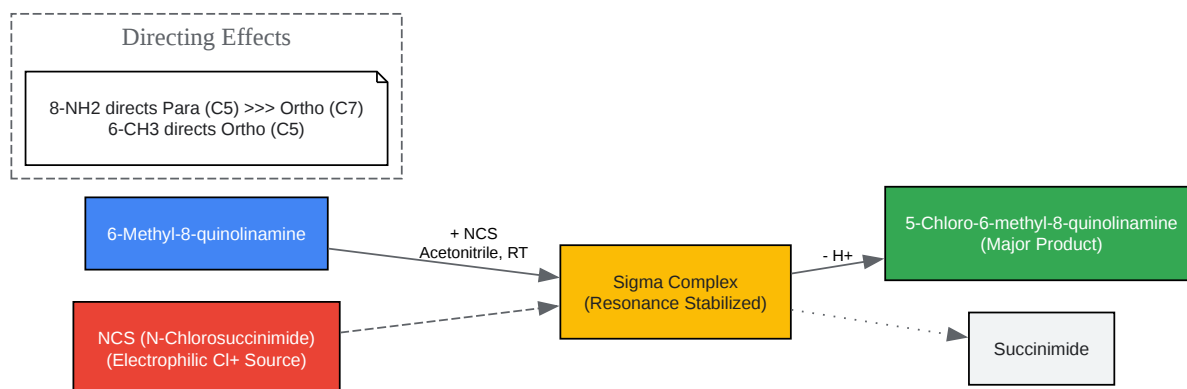 Directing Effects
8-NH2 directs Para (C5) >>> Ortho (C7)
6-CH3 directs Ortho (C5)
6-Methyl-8-quinolinamine
+ NCS
Acetonitrile, RT
NCS (N-Chlorosuccinimide)
(Electrophilic Cl+ Source)
Sigma Complex
(Resonance Stabilized)
- H+
5-Chloro-6-methyl-8-quinolinamine
(Major Product)
Succinimide